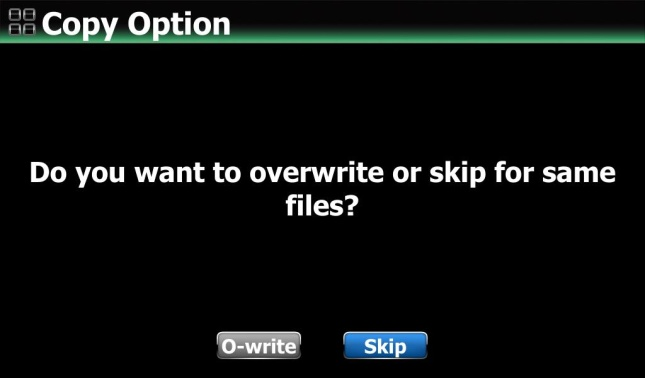 Copy Option
Do you want to overwrite or skip for same
files?
O-write Skip